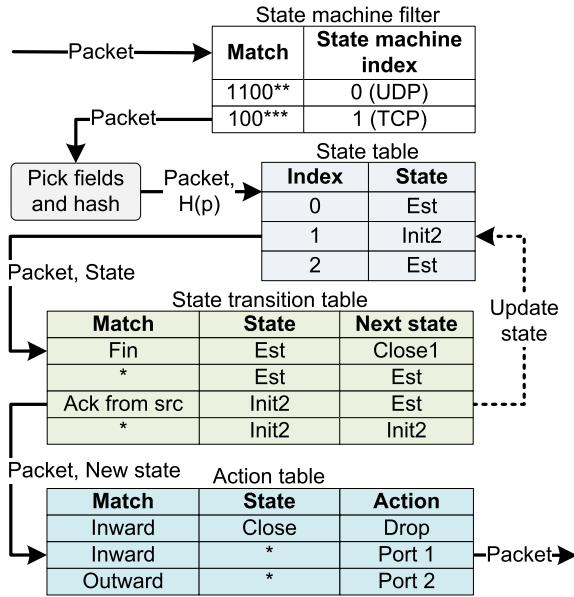 State machine filter
Packet
Match
State machine
index
1100** 0 (UDP)
100*** 1 (TCP)
Packet
State table
Pick fields
and hash
Packet,
H(p)
Index State
0 Est
1 Init2
2 Est
Packet, State
Update
state
State transition table
Match State Next state
Fin Est Close1
* Est Est
Ack from src Init2 Est
* Init2 Init2
Packet, New state
Action table
Match State Action
Inward Close Drop
Inward * Port 1
Packet
Outward * Port 2